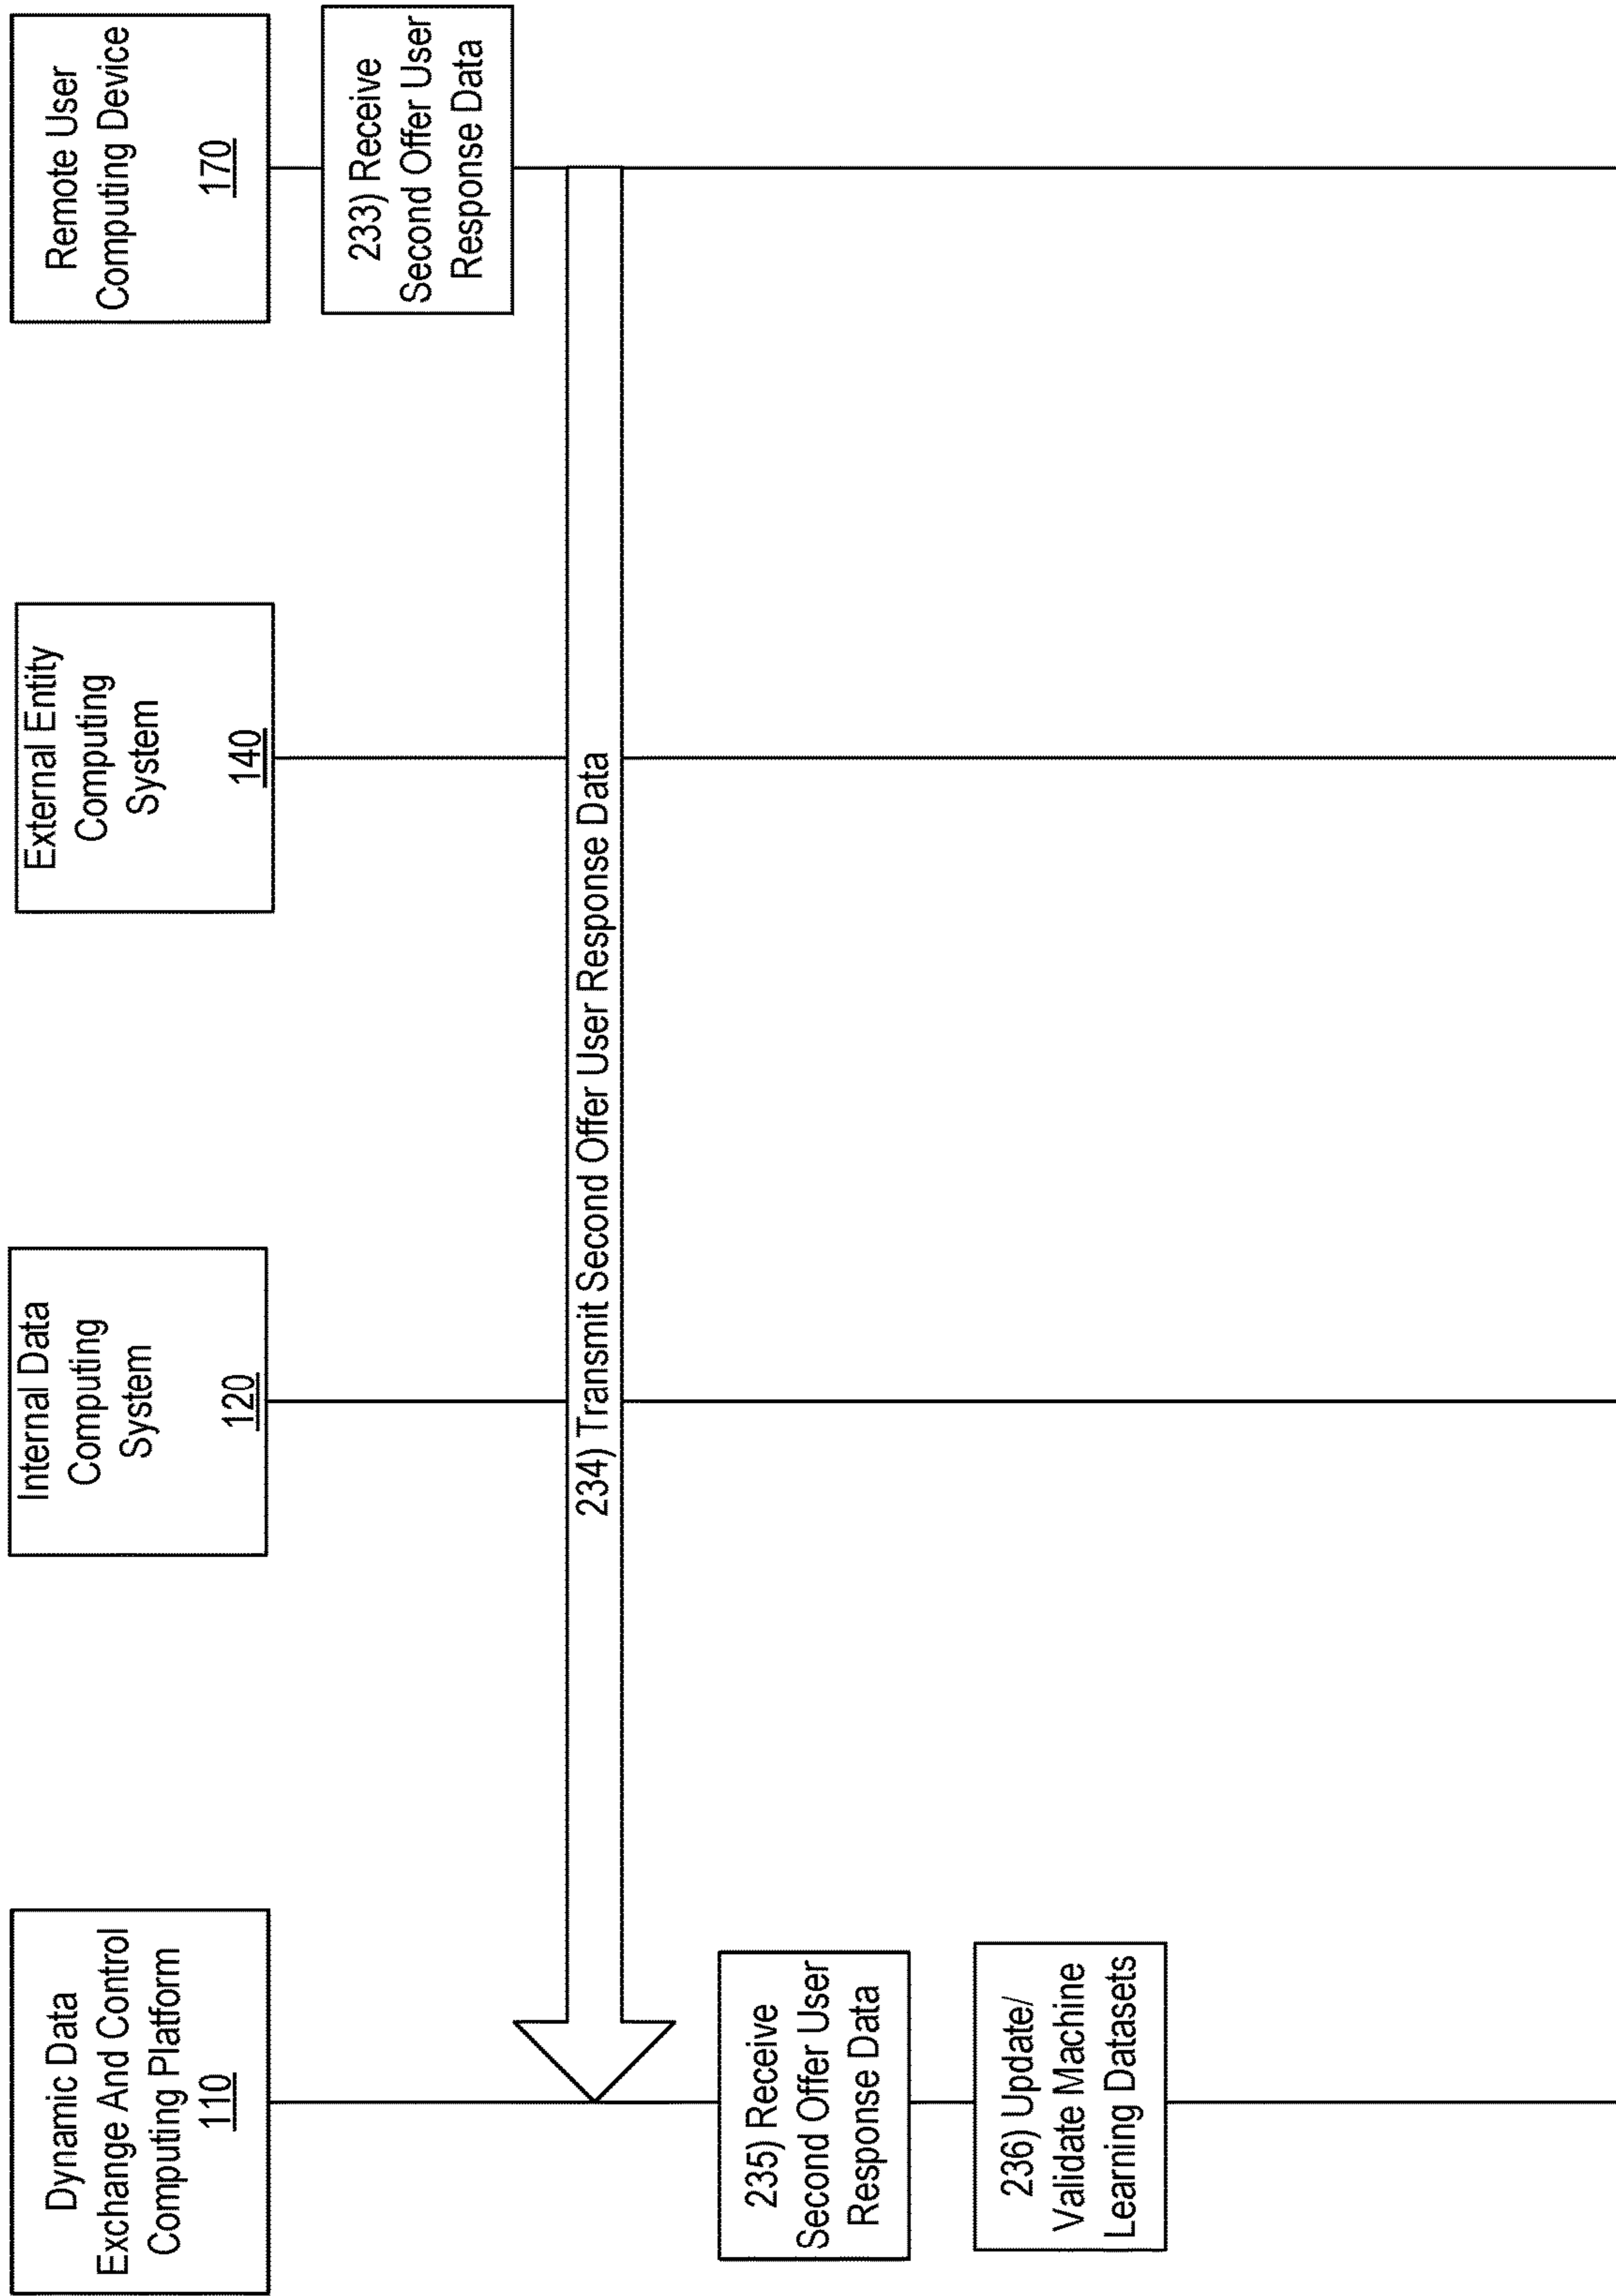 Dynamic Data
Exchange And Control
Computing Platform
110
Internal Data
Computing
System
120
External Entity
Computing
System
140
Remote User
Computing Device
170
233) Receive
Second Offer User
Response Data
234) Transmit Second Offer User Response Data
235) Receive
Second Offer User
Response Data
236) Update/
Validate Machine
Learning Datasets